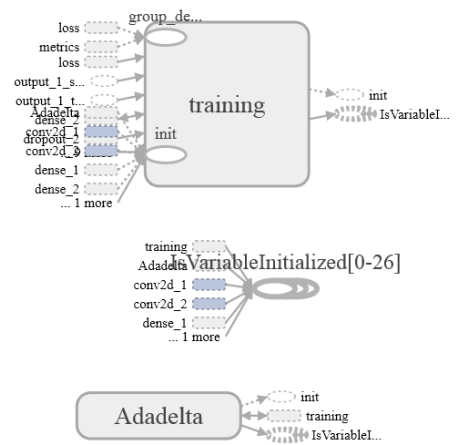 group_de...
loss
metrics
loss
output_1_s...
output_1_t...
Adadelta
dense_2
conv2d_1
dropout_2
conv2d_2
dense_1
dense_2
... 1 more
training
init
init
IsVariableI...
training
IsVariableInitialized[0-26]
Adadelta
conv2d_1
conv2d_2
dense_1
... 1 more
Adadelta
init
training
IsVariableI...